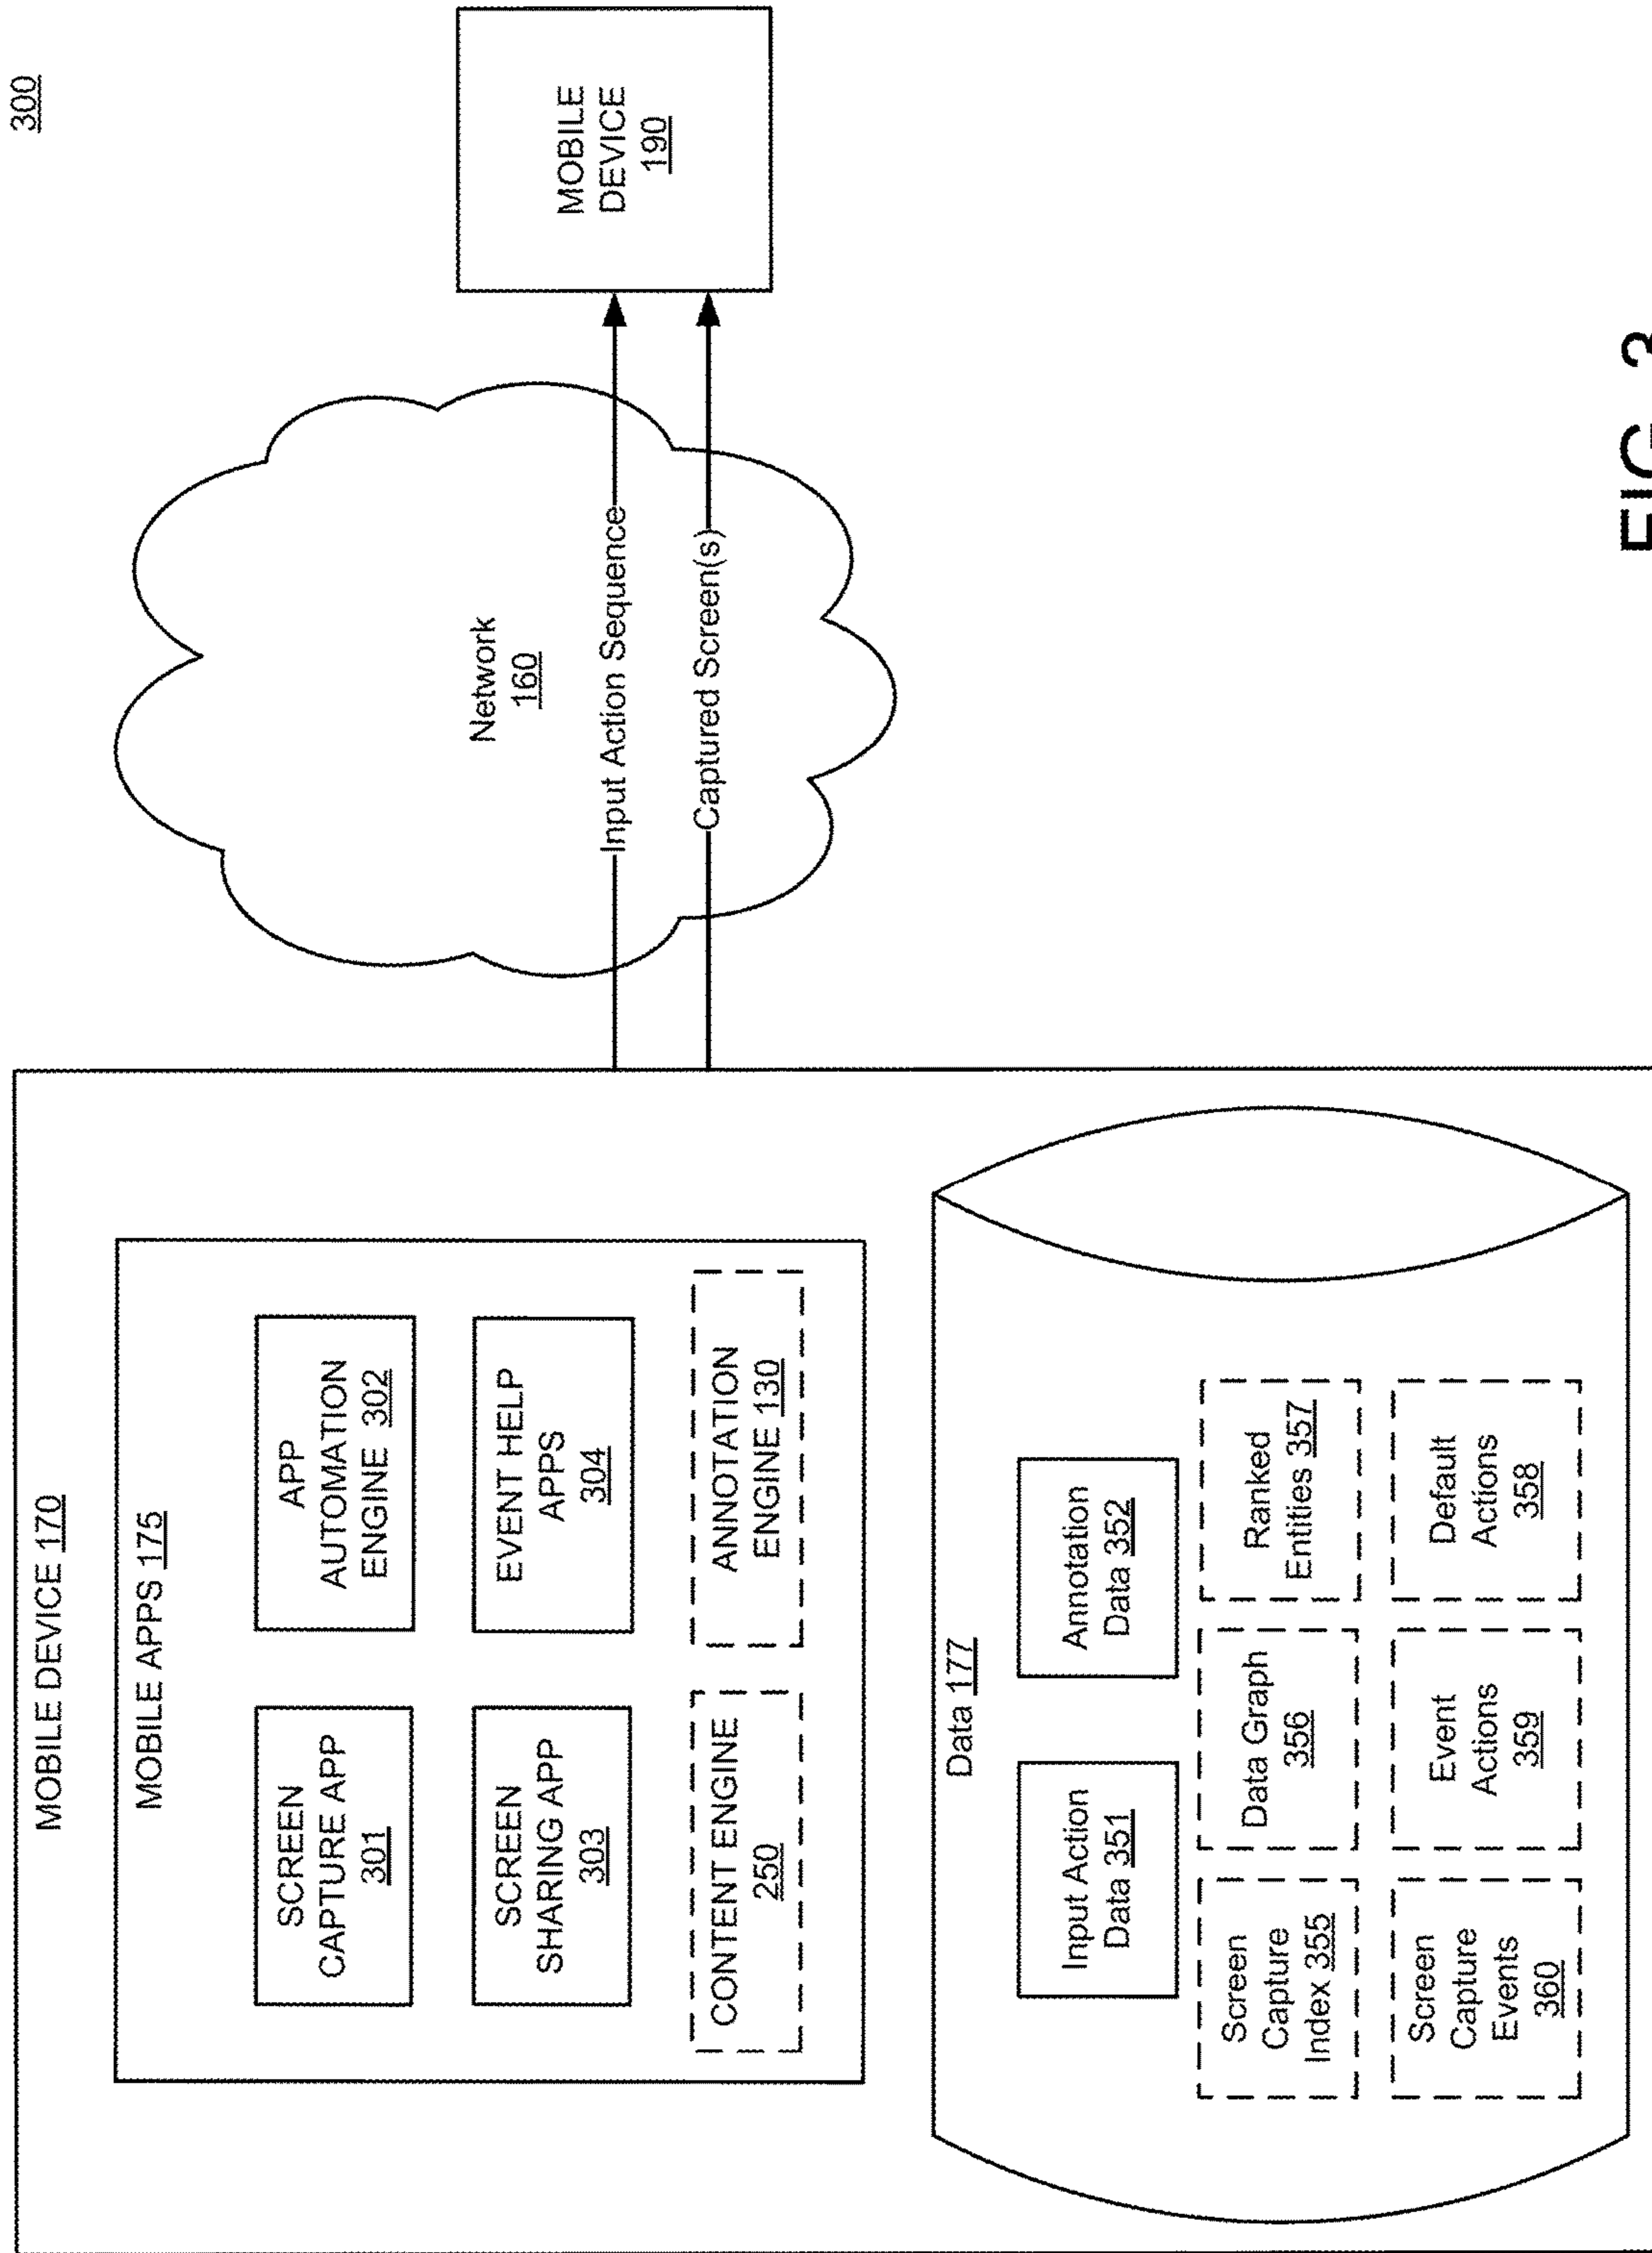 300
MOBILE DEVICE 170
MOBILE APPS 175
SCREEN
CAPTURE APP
301
APP
AUTOMATION
ENGINE 302
SCREEN
SHARING APP
303
EVENT HELP
APPS
304
CONTENT ENGINE
250
ANNOTATION
ENGINE 130
Data 177
Input Action
Data 351
Annotation
Data 352
Screen
Capture
Index 355
Data Graph
356
Ranked
Entities 357
Screen
Capture
Events
360
Event
Actions
359
Default
Actions
358
Network
160
Input Action Sequence
Captured Screen(s)
MOBILE
DEVICE
190
FIG. 3